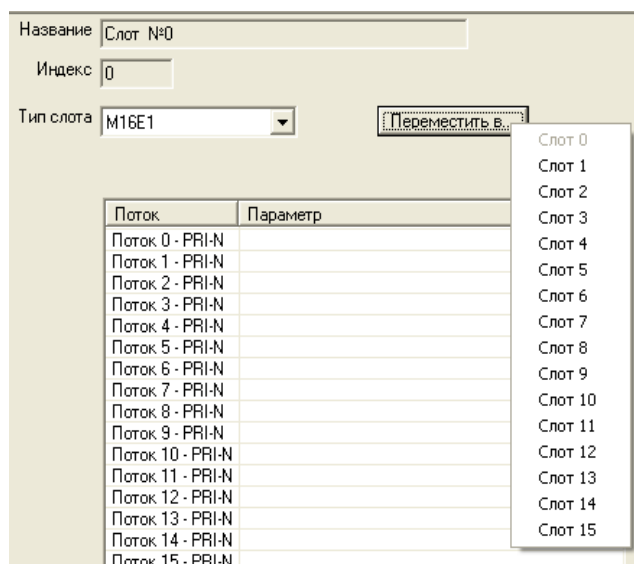 Название Слот №0
Индекс 0
Тип слота M16E1 Переместить в...
Слот 0
Слот 1
Слот 2
Слот 3
Слот 4
Слот 5
Слот 6
Слот 7
Слот 8
Слот 9
Слот 10
Слот 11
Слот 12
Слот 13
Слот 14
Слот 15
Поток Параметр
Поток 0 - PRI-N
Поток 1 - PRI-N
Поток 2 - PRI-N
Поток 3 - PRI-N
Поток 4 - PRI-N
Поток 5 - PRI-N
Поток 6 - PRI-N
Поток 7 - PRI-N
Поток 8 - PRI-N
Поток 9 - PRI-N
Поток 10 - PRI-N
Поток 11 - PRI-N
Поток 12 - PRI-N
Поток 13 - PRI-N
Поток 14 - PRI-N
Поток 15 - PRI-N